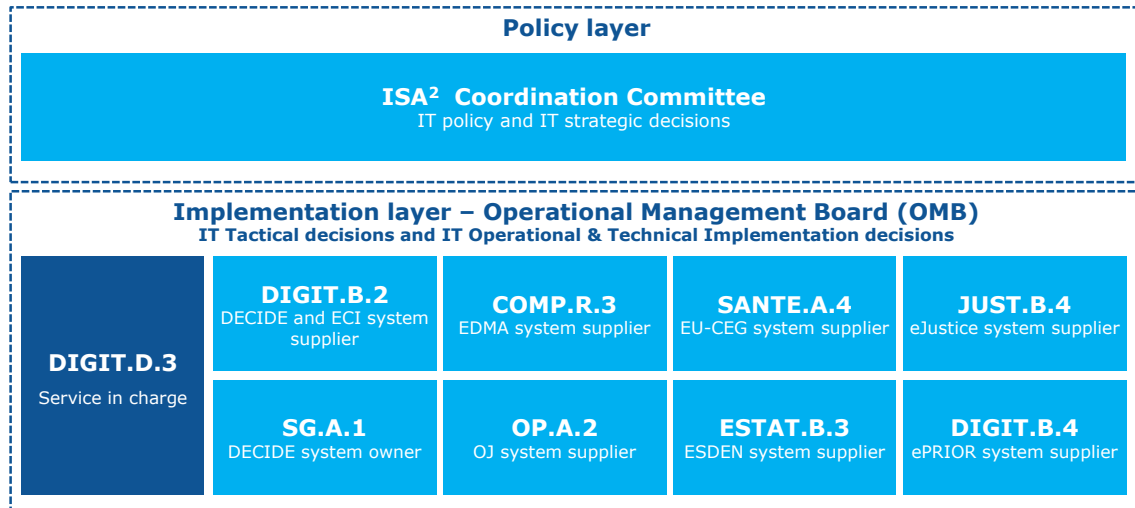 Policy layer
ISA² Coordination Committee
IT policy and IT strategic decisions
Implementation layer – Operational Management Board (OMB)
IT Tactical decisions and IT Operational & Technical Implementation decisions
DIGIT.D.3
Service in charge
DIGIT.B.2
DECIDE and ECI system
supplier
COMP.R.3
EDMA system supplier
SANTE.A.4
EU-CEG system supplier
JUST.B.4
eJustice system supplier
SG.A.1
DECIDE system owner
OP.A.2
OJ system supplier
ESTAT.B.3
ESDEN system supplier
DIGIT.B.4
ePRIOR system supplier